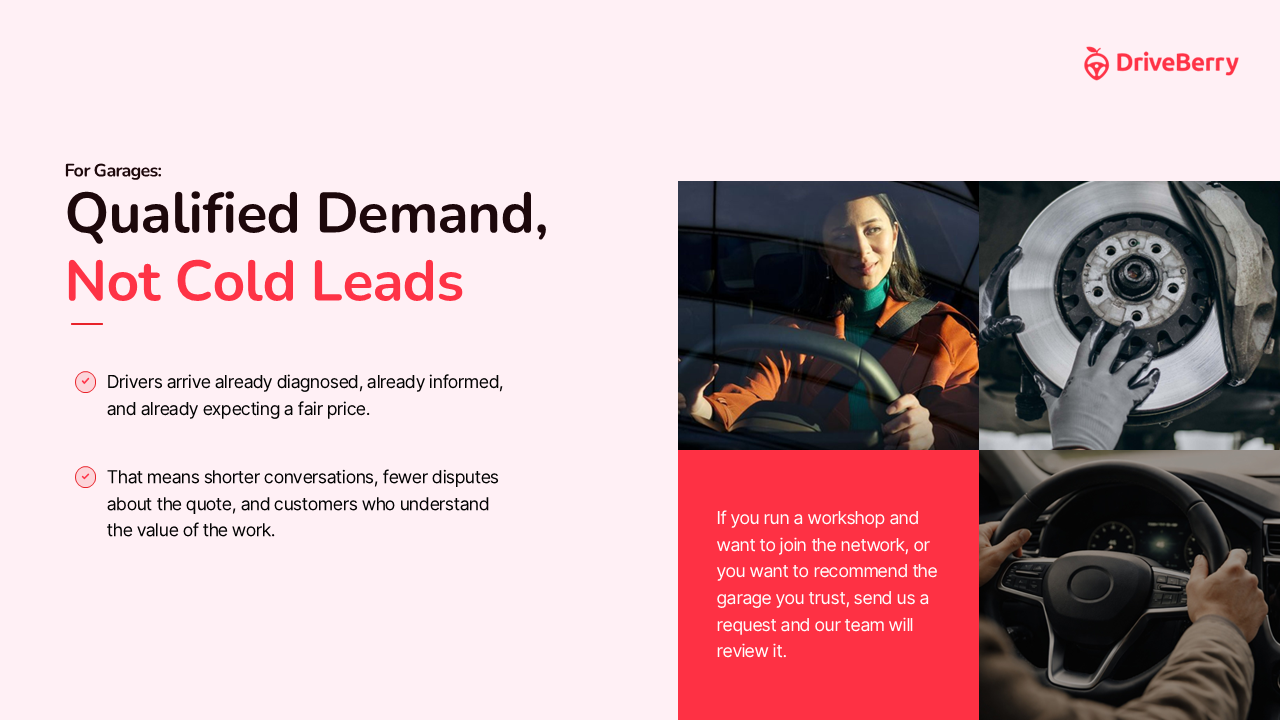 DriveBerry
For Garages:
Qualified Demand,
Not Cold Leads
Drivers arrive already diagnosed, already informed,
and already expecting a fair price.
That means shorter conversations, fewer disputes
about the quote, and customers who understand
the value of the work.
If you run a workshop and
want to join the network, or
you want to recommend the
garage you trust, send us a
request and our team will
review it.